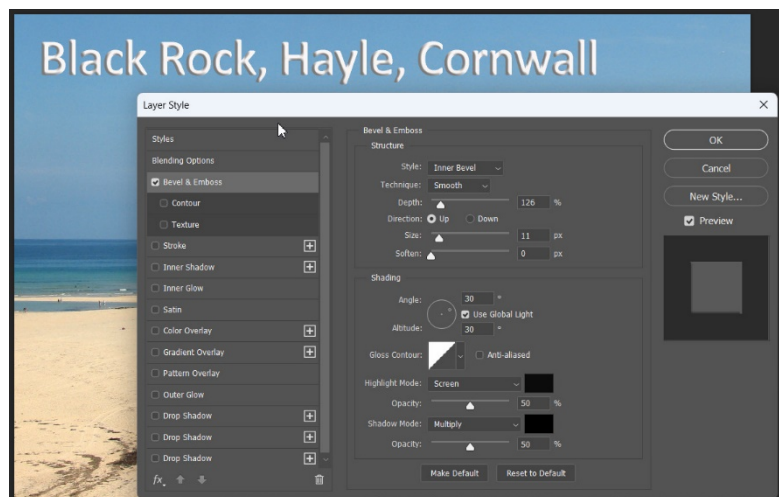 Black Rock, Hayle, Cornwall
Layer Style
Styles
Blending Options
Bevel & Emboss
Contour
Texture
Stroke
Inner Shadow
Inner Glow
Satin
Color Overlay
Gradient Overlay
Pattern Overlay
Outer Glow
Drop Shadow
Drop Shadow
Drop Shadow
fx
Bevel & Emboss
Structure
Style: Inner Bevel
Technique: Smooth
Depth: 126 %
Direction: Up Down
Size: 11 px
Soften: 0 px
Shading
Angle: 30 °
Use Global Light
Altitude: 30 °
Gloss Contour: Anti-aliased
Highlight Mode: Screen
Opacity: 50 %
Shadow Mode: Multiply
Opacity: 50 %
Make Default Reset to Default
OK
Cancel
New Style...
Preview